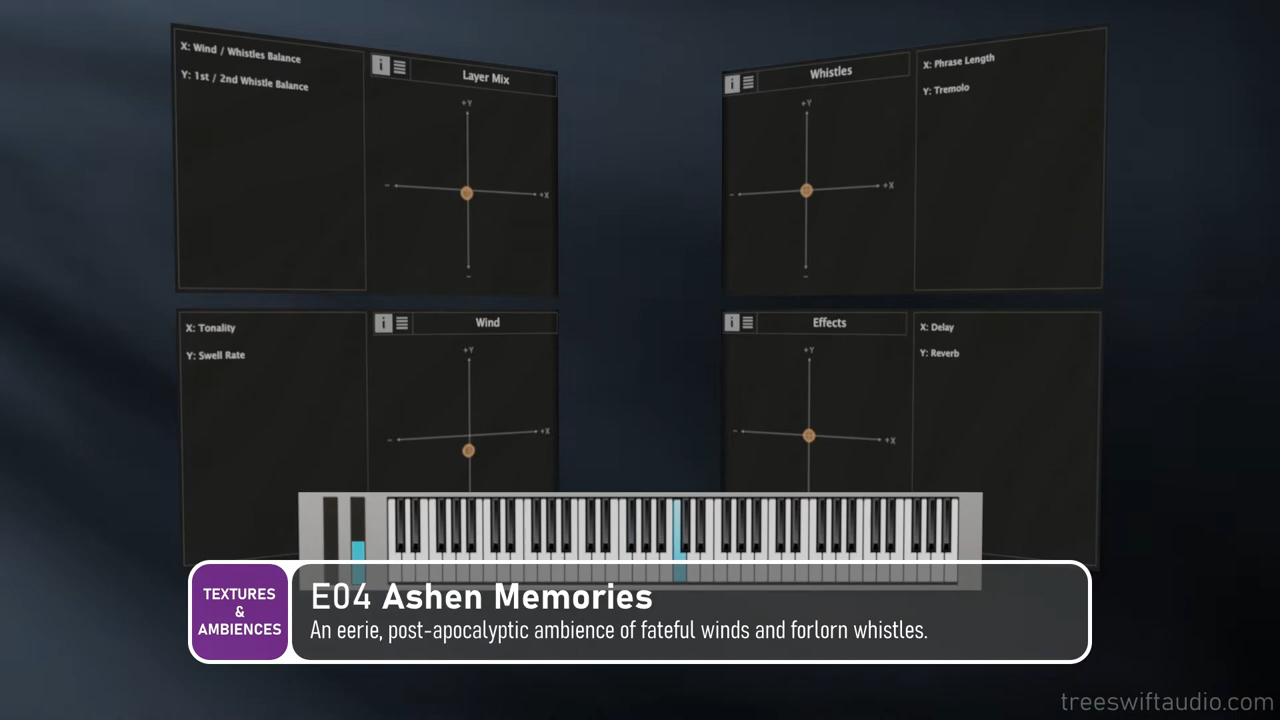 X: Wind / Whistles Balance
Y: 1st / 2nd Whistle Balance
i
Layer Mix
+Y
-
+X
-
i
Whistles
X: Phrase Length
Y: Tremolo
+Y
-
+X
-
X: Tonality
Y: Swell Rate
i
Wind
+Y
-
+X
i
Effects
X: Delay
Y: Reverb
+Y
-
+X
TEXTURES
&
AMBIENCES
E04 Ashen Memories
An eerie, post-apocalyptic ambience of fateful winds and forlorn whistles.
treeswiftaudio.com